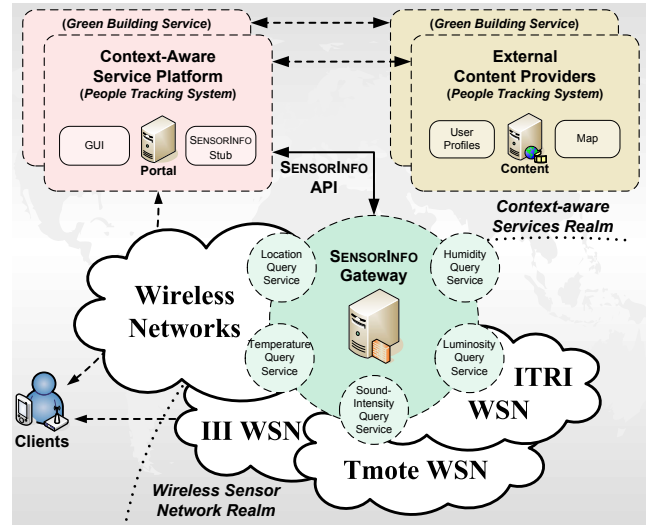 (Green Building Service)
Context-Aware
Service Platform
(People Tracking System)
GUI
SENSORINFO
Stub
Portal
(Green Building Service)
External
Content Providers
(People Tracking System)
User
Profiles
Map
Content
SENSORINFO
API
Context-aware
Services Realm
SENSORINFO
Gateway
Location
Query
Service
Humidity
Query
Service
Temperature
Query
Service
Luminosity
Query
Service
Sound-
Intensity
Query
Service
Wireless
Networks
ITRI
WSN
III WSN
Tmote WSN
Clients
Wireless Sensor
Network Realm